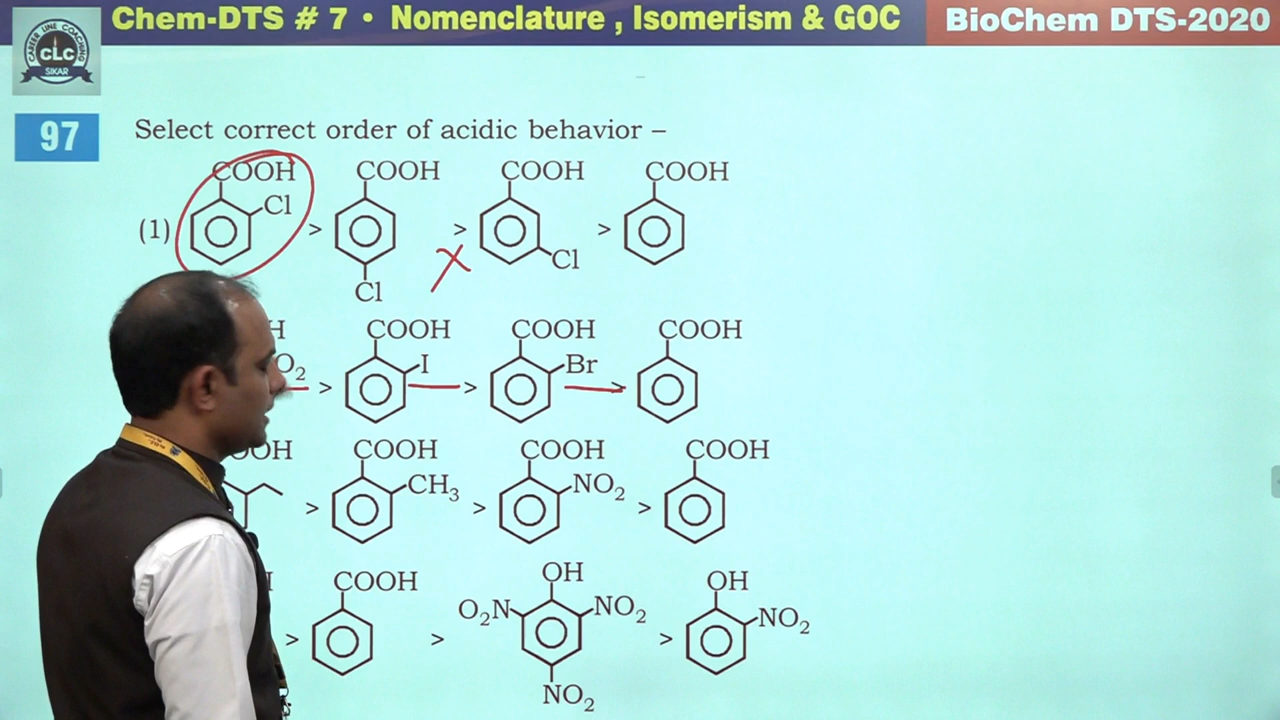 Chem-DTS # 7 • Nomenclature , Isomerism & GOC
BioChem DTS-2020
CAREER LINE COACHING
CLC
SIKAR
97
Select correct order of acidic behavior –
COOH COOH COOH COOH
(1) Cl > > > 
Cl Cl
H COOH COOH COOH
O2 > I > Br >
OOH COOH COOH COOH
> CH3 > NO2 >
COOH OH OH
O2N NO2 NO2
> > >
NO2